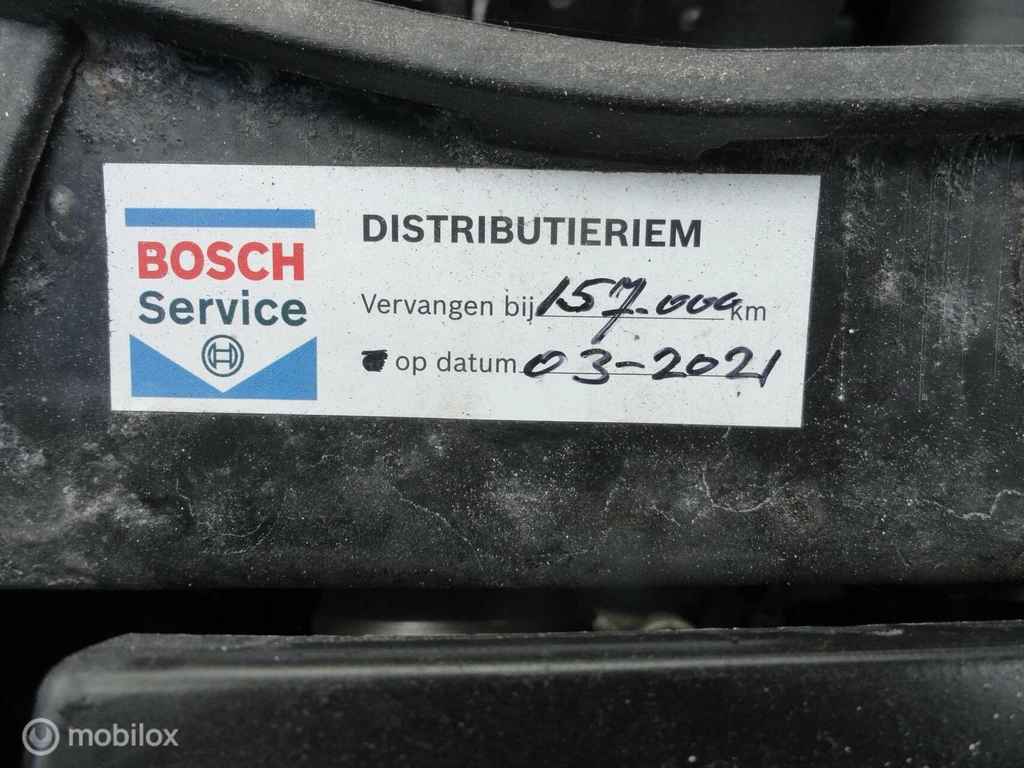 BOSCH
Service
DISTRIBUTIERIEM
Vervangen bij 157.000 km
op datum 03-2021
mobilox